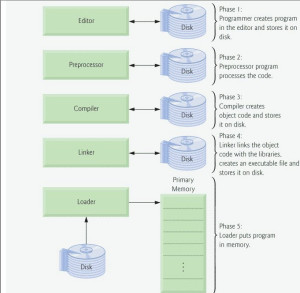 Editor
Disk
Phase 1:
Programmer creates program
in the editor and stores it on
disk.
Preprocessor
Disk
Phase 2:
Preprocessor program
processes the code.
Compiler
Disk
Phase 3:
Compiler creates
object code and stores
it on disk.
Linker
Disk
Phase 4:
Linker links the object
code with the libraries,
creates an executable file and
stores it on disk.
Loader
Primary
Memory
Disk
Phase 5:
Loader puts program
in memory.